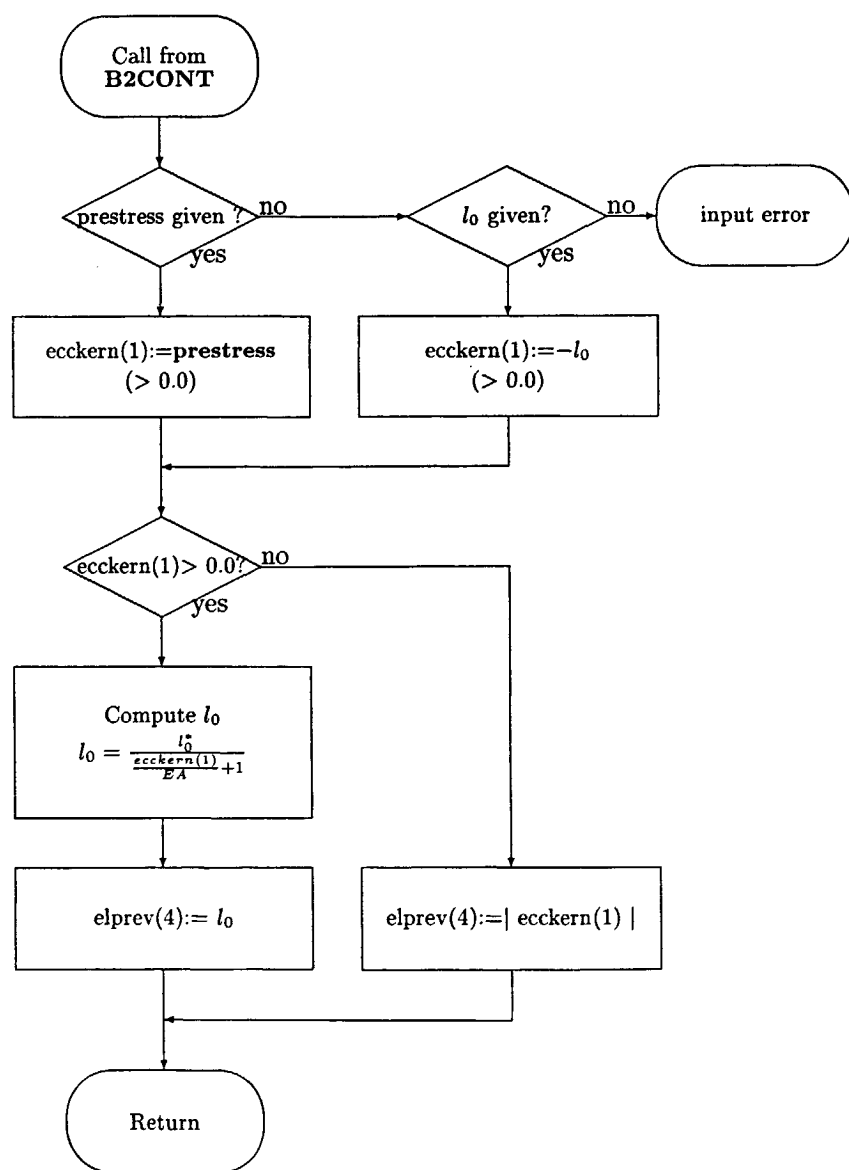 Call from
B2CONT
prestress given ?
no
yes
l₀ given?
no
yes
input error
ecckern(1):=prestress
(> 0.0)
ecckern(1):=−l₀
(> 0.0)
ecckern(1)> 0.0?
no
yes
Compute l₀
l₀ = l₀* / (ecckern(1)/EA +1)
elprev(4):= l₀
elprev(4):=| ecckern(1) |
Return